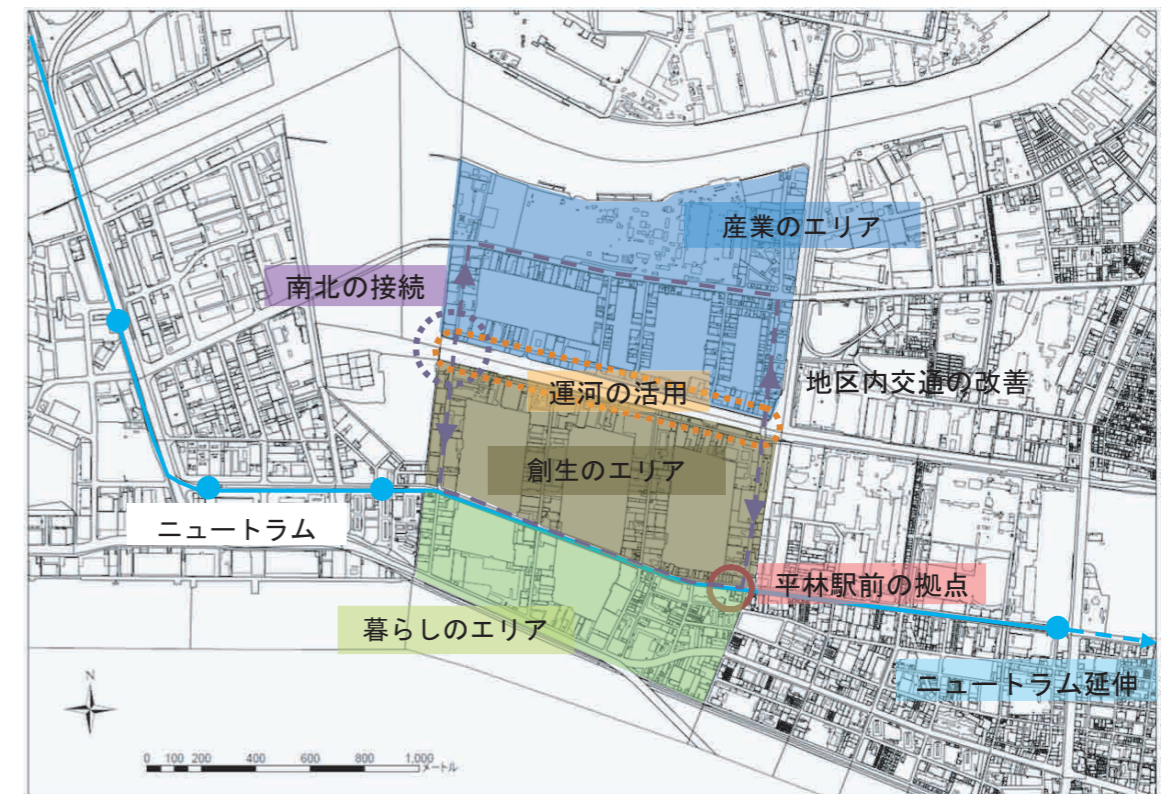 産業のエリア
南北の接続
地区内交通の改善
運河の活用
創生のエリア
ニュートラム
平林駅前の拠点
暮らしのエリア
ニュートラム延伸
N
0 100 200 400 600 800 1,000
メートル